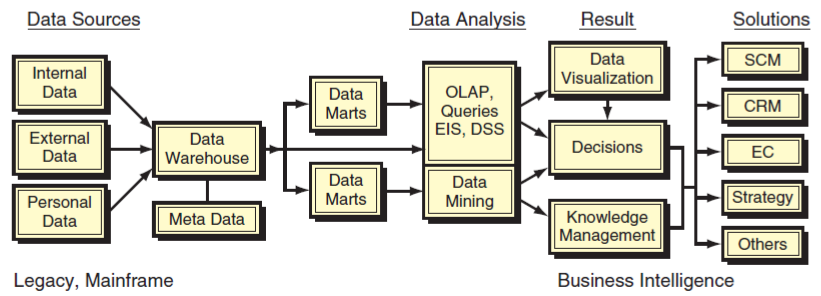 Data Sources
Data Analysis
Result
Solutions
Internal
Data
External
Data
Personal
Data
Data
Warehouse
Meta Data
Data
Marts
Data
Marts
OLAP,
Queries
EIS, DSS
Data
Mining
Data
Visualization
Decisions
Knowledge
Management
SCM
CRM
EC
Strategy
Others
Legacy, Mainframe
Business Intelligence